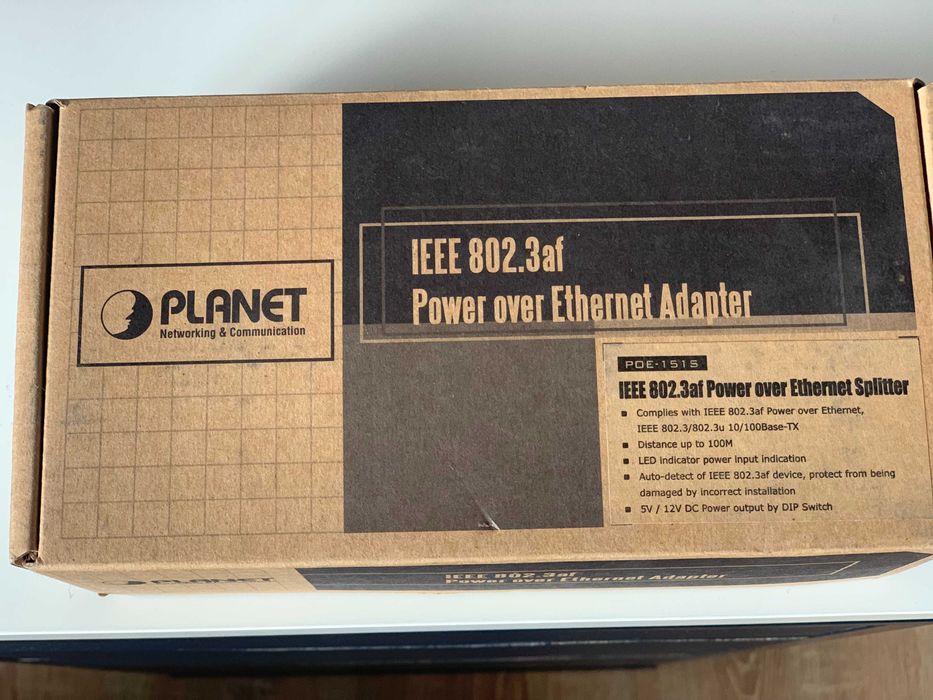 PLANET
Networking & Communication
IEEE 802.3af
Power over Ethernet Adapter
POE-151S
IEEE 802.3af Power over Ethernet Splitter
Complies with IEEE 802.3af Power over Ethernet,
IEEE 802.3/802.3u 10/100Base-TX
Distance up to 100M
LED indicator power input indication
Auto-detect of IEEE 802.3af device, protect from being
damaged by incorrect installation
5V / 12V DC Power output by DIP Switch
PLANET
IEEE 802.3af
Power over Ethernet Adapter